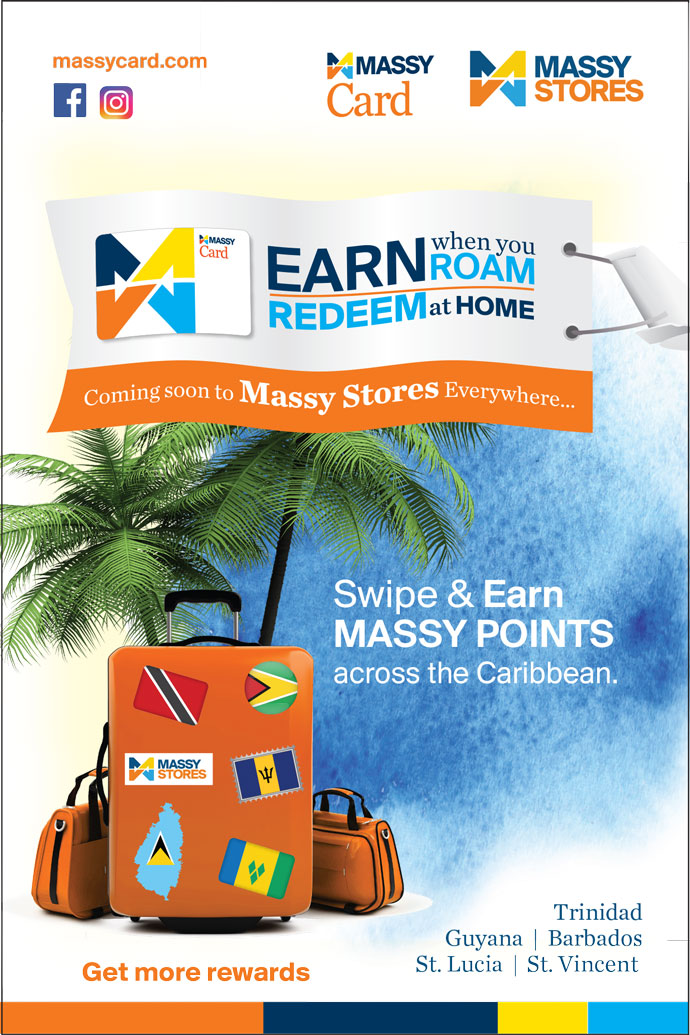 massycard.com
MASSY
Card
MASSY
STORES
MASSY
Card
EARN when you
ROAM
REDEEM at HOME
Coming soon to Massy Stores Everywhere...
Swipe & Earn
MASSY POINTS
across the Caribbean.
MASSY
STORES
Trinidad
Guyana | Barbados
St. Lucia | St. Vincent
Get more rewards